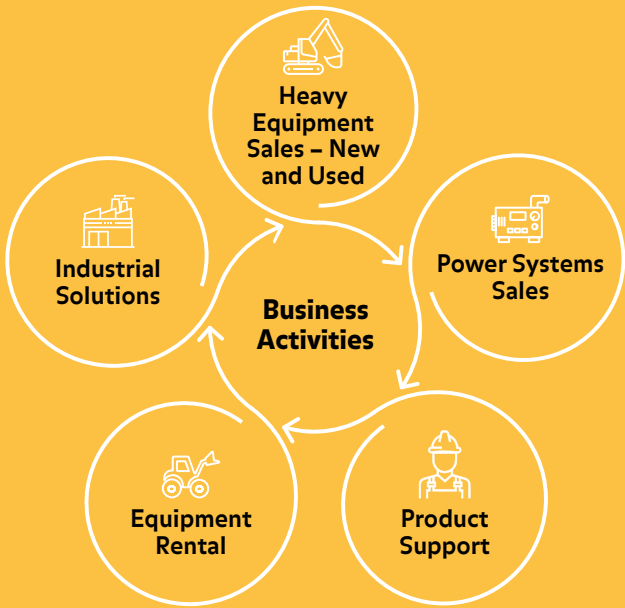 Heavy
Equipment
Sales – New
and Used
Power Systems
Sales
Product
Support
Equipment
Rental
Industrial
Solutions
Business
Activities